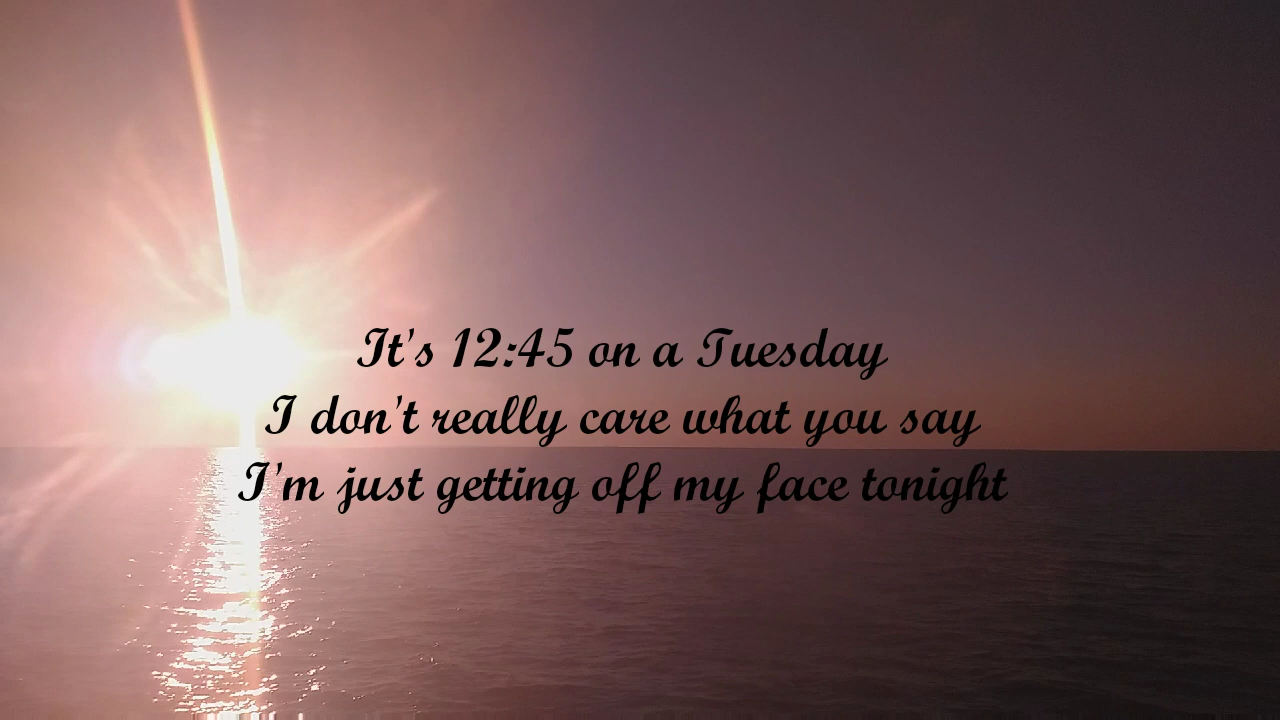 It's 12:45 on a Tuesday
I don't really care what you say
I'm just getting off my face tonight